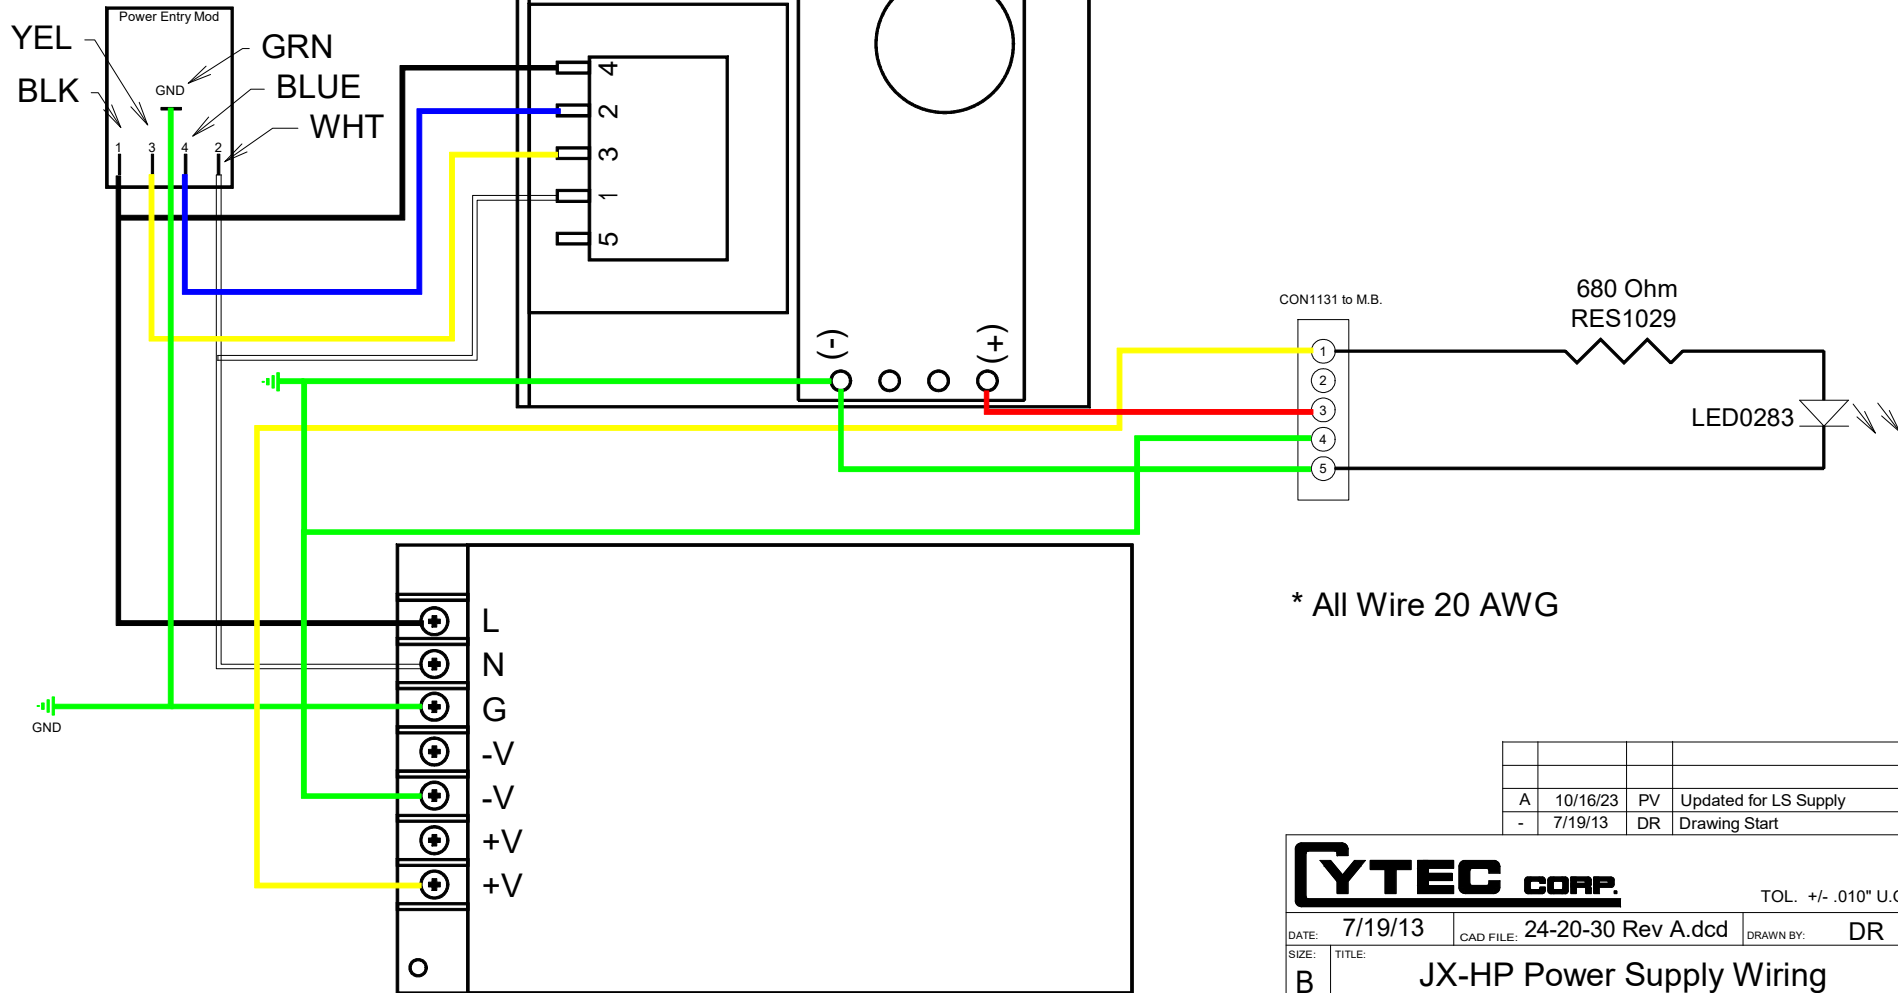 Power Entry Mod
YEL
GRN
BLK
GND
BLUE
WHT
1 3 4 2
4
2
3
1
5
(-)
(+)
CON1131 to M.B.
1
2
3
4
5
680 Ohm
RES1029
LED0283
* All Wire 20 AWG
L
N
G
-V
-V
+V
+V
GND
A 10/16/23 PV Updated for LS Supply
- 7/19/13 DR Drawing Start
CYTEC CORP.
TOL. +/- .010" U.O
DATE: 7/19/13 CAD FILE: 24-20-30 Rev A.dcd DRAWN BY: DR
SIZE: TITLE:
B JX-HP Power Supply Wiring